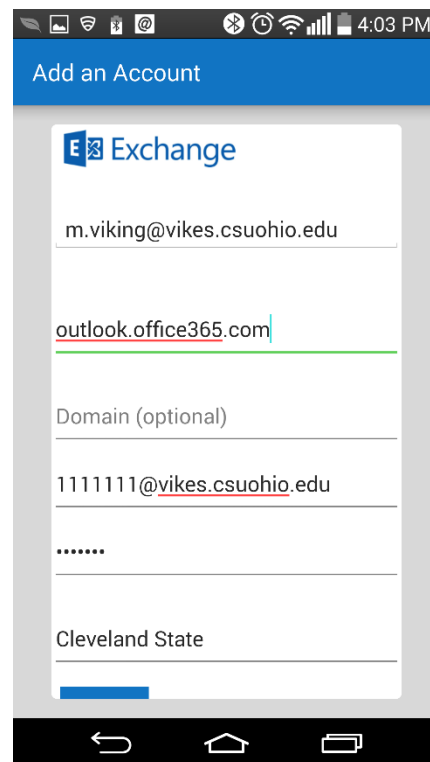 4:03 PM
Add an Account
Exchange
m.viking@vikes.csuohio.edu
outlook.office365.com
Domain (optional)
1111111@vikes.csuohio.edu
•••••••
Cleveland State